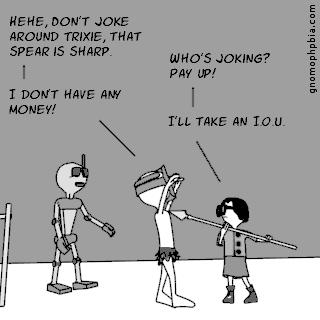 HEHE, DON'T JOKE
AROUND TRIXIE, THAT
SPEAR IS SHARP.
WHO'S JOKING?
PAY UP!
I DON'T HAVE ANY
MONEY!
I'LL TAKE AN I.O.U.
gnomophpbia.com